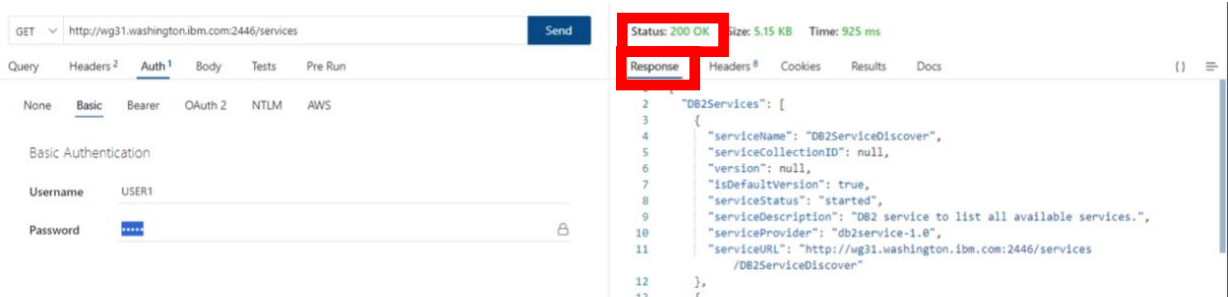 GET http://wg31.washington.ibm.com:2446/services Send
Query Headers 2 Auth 1 Body Tests Pre Run
None Basic Bearer OAuth 2 NTLM AWS
Basic Authentication
Username USER1
Password •••••
Status: 200 OK Size: 5.15 KB Time: 925 ms
Response Headers 8 Cookies Results Docs { }
1 {
2 "DB2Services": [
3 {
4 "serviceName": "DB2ServiceDiscover",
5 "serviceCollectionID": null,
6 "version": null,
7 "isDefaultVersion": true,
8 "serviceStatus": "started",
9 "serviceDescription": "DB2 service to list all available services.",
10 "serviceProvider": "db2service-1.0",
11 "serviceURL": "http://wg31.washington.ibm.com:2446/services
/DB2ServiceDiscover"
12 },
13 {